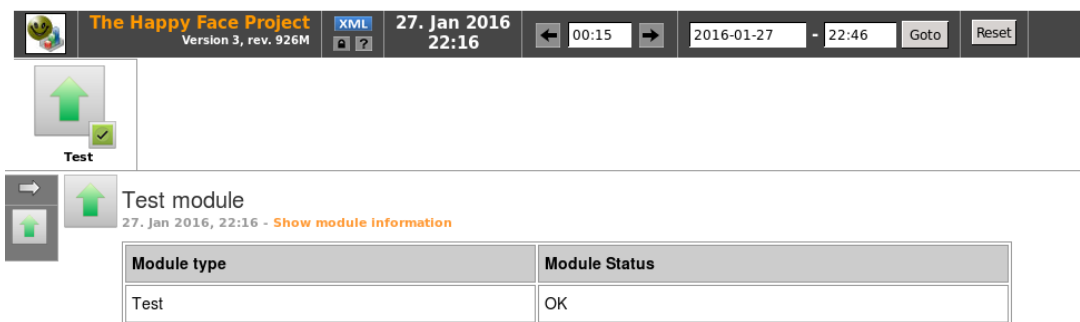 The Happy Face Project
Version 3, rev. 926M
XML
?
27. Jan 2016
22:16
00:15
2016-01-27 - 22:46 Goto Reset
Test
Test module
27. Jan 2016, 22:16 - Show module information
Module type Module Status
Test OK